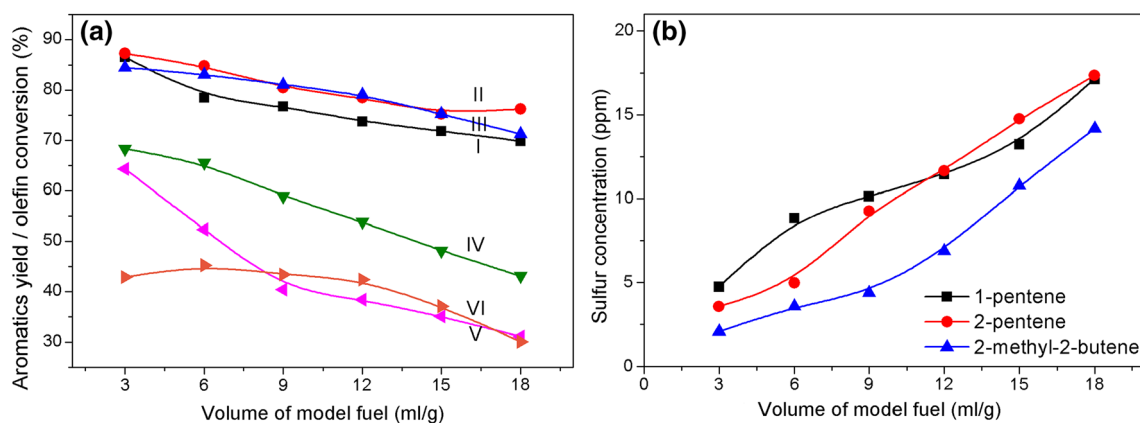 (a)
Aromatics yield / olefin conversion (%)
90
80
70
60
50
40
30
II
III
I
IV
VI
V
3 6 9 12 15 18
Volume of model fuel (ml/g)
(b)
Sulfur concentration (ppm)
20
15
10
5
0
1-pentene
2-pentene
2-methyl-2-butene
0 3 6 9 12 15 18
Volume of model fuel (ml/g)